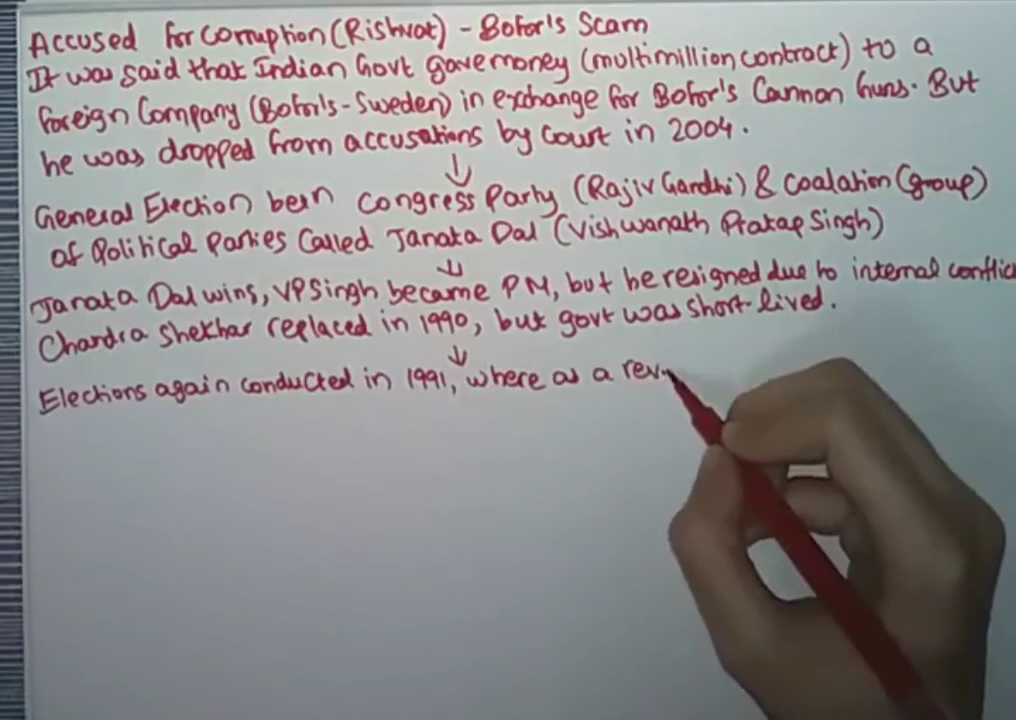 Accused for Corruption (Rishvat) - Bofor's Scam
It was said that Indian Govt gave money (multimillion contract) to a
foreign Company (Bofor's-Sweden) in exchange for Bofor's Cannon Guns. But
he was dropped from accusations by Court in 2004.
↓
General Election betn Congress Party (Rajiv Gandhi) & Coalation (group)
of Political Parties Called Janata Dal (Vishwanath Pratap Singh)
↓
Janata Dal wins, VP Singh became PM, but he resigned due to internal conflic
Chandra Shekhar replaced in 1990, but govt was short-lived.
↓
Elections again conducted in 1991, where as a rev